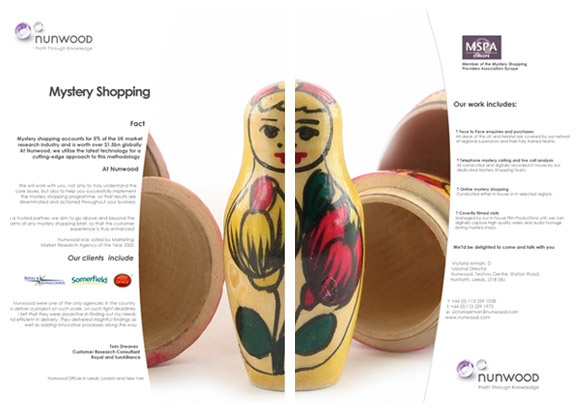 nunwood
Profit Through Knowledge
Mystery Shopping
Fact
Mystery shopping accounts for 5% of the UK market
research industry and is worth over $1.5bn globally
At Nunwood, we utilise the latest technology for a
cutting-edge approach to this methodology
At Nunwood
We will work with you, not only to truly understand the
core issues, but also to help you successfully implement
the mystery shopping programme, so that results are
disseminated and actioned throughout your business
a trusted partner, we aim to go above and beyond the
aims of any mystery shopping brief, so that the customer
experience is truly enhanced.
Nunwood was voted by Marketing
Market Research Agency of the Year 2005
Our clients include
Royal &
SunAlliance
Somerfield
Nunwood were one of the only agencies in the country
to deliver a project on such scale, on such tight deadlines
I felt that they were proactive in finding out my needs
and efficient in delivery. They delivered insightful findings as
well as adding innovative processes along the way
Tom Greaves
Customer Research Consultant
Royal and SunAlliance
Nunwood Offices in Leeds, London and New York
MSPA
EUROPE
Member of the Mystery Shopping
Providers Association Europe
Our work includes:
? Face to Face enquiries and purchases
All areas of the UK and Ireland are covered by our network
of regional supervisors and their fully trained teams.
? Telephone mystery calling and live call analysis
All conducted and digitally recorded in house by our
dedicated Mystery Shopping team
? Online mystery shopping
Conducted either in-house or in selected regions
? Covertly filmed visits
Managed by our in house Film Productions unit, we can
digitally capture high quality video and audio footage
during mystery shops
We'd be delighted to come and talk with you
Victoria Arman, D
Divisional Director
Nunwood, Techno Centre, Station Road,
Horsforth, Leeds, LS18 5BJ
t: +44 (0) 113 259
f: +44 (0) 113 259
e: victoriaarman@nunwood.com
www.nunwood.com
nunwood
Profit Through Knowledge